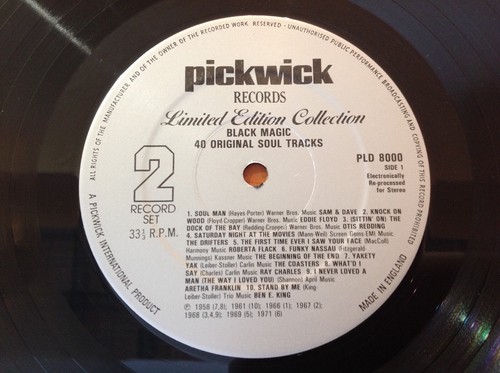 ALL RIGHTS OF THE MANUFACTURER AND OF THE OWNER OF THE RECORDED WORK RESERVED - UNAUTHORISED PUBLIC PERFORMANCE BROADCASTING AND COPYING OF THIS RECORD PROHIBITED
pickwick
RECORDS
Limited Edition Collection
BLACK MAGIC
40 ORIGINAL SOUL TRACKS
2
RECORD
SET
33⅓ R.P.M.
PLD 8000
SIDE 1
Electronically
Re-processed
for Stereo
1. SOUL MAN (Hayes-Porter) Warner Bros. Music SAM & DAVE 2. KNOCK ON
WOOD (Floyd Cropper) Warner Bros. Music EDDIE FLOYD 3. (SITTIN' ON THE
DOCK OF THE BAY (Redding Cropper) Warner Bros. Music OTIS REDDING
4. SATURDAY NIGHT AT THE MOVIES (Mann-Weil) Screen Gems EMI Music
THE DRIFTERS 5. THE FIRST TIME EVER I SAW YOUR FACE (MacColl)
Harmony Music ROBERTA FLACK 6. FUNKY NASSAU (Fitzgerald
Munnings) Kassner Music THE BEGINNING OF THE END 7. YAKETY
YAK (Leiber-Stoller) Carlin Music THE COASTERS 8. WHAT'D I
SAY (Charles) Carlin Music RAY CHARLES 9. I NEVER LOVED A
MAN (THE WAY I LOVED YOU) (Shannon) April Music
ARETHA FRANKLIN 10. STAND BY ME (King
Leiber-Stoller) Trio Music BEN E. KING
℗ 1958 (7,8); 1961 (10); 1966 (1); 1967 (2);
1968 (3,4,9); 1969 (5); 1971 (6)
A PICKWICK INTERNATIONAL PRODUCT
MADE IN ENGLAND